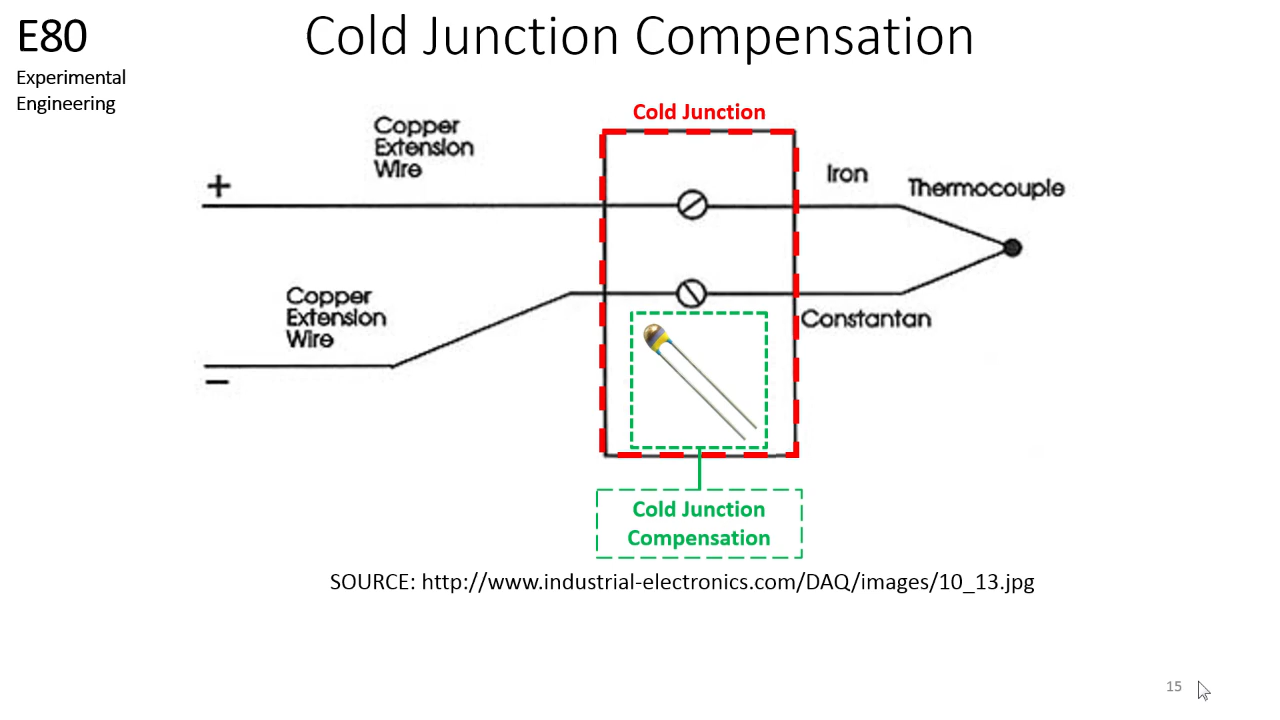 E80
Experimental
Engineering
Cold Junction Compensation
Cold Junction
Copper
Extension
Wire
+
Iron
Thermocouple
Copper
Extension
Wire
−
Constantan
Cold Junction
Compensation
SOURCE: http://www.industrial-electronics.com/DAQ/images/10_13.jpg
15